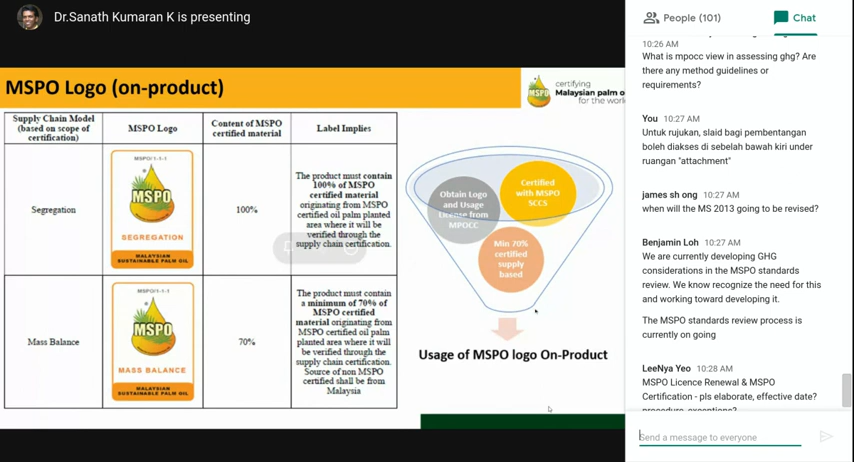 Dr.Sanath Kumaran K is presenting
People (101)
Chat
MSPO Logo (on-product)
MSPO
certifying
Malaysian palm o
for the worl
Supply Chain Model
(based on scope of
certification)
MSPO Logo
Content of MSPO
certified material
Label Implies
Segregation
MSPO/1-1-1
MSPO
SEGREGATION
MALAYSIAN
SUSTAINABLE PALM OIL
100%
The product must contain
100% of MSPO
certified material
originating from MSPO
certified oil palm planted
area where it will be
verified through the
supply chain certification.
Mass Balance
MSPO/1-1-1
MSPO
MASS BALANCE
MALAYSIAN
SUSTAINABLE PALM OIL
70%
The product must contain
a minimum of 70% of
MSPO certified
material originating from
MSPO certified oil palm
planted area where it will
be verified through the
supply chain certification.
Source of non MSPO
certified shall be from
Malaysia
Obtain Logo
and Usage
License from
MPOCC
Certified
with MSPO
SCCS
Min 70%
certified
supply
based
Usage of MSPO logo On-Product
10:26 AM
What is mpocc view in assessing ghg? Are
there any method guidelines or
requirements?
You 10:27 AM
Untuk rujukan, slaid bagi pembentangan
boleh diakses di sebelah bawah kiri under
ruangan "attachment"
james sh ong 10:27 AM
when will the MS 2013 going to be revised?
Benjamin Loh 10:27 AM
We are currently developing GHG
considerations in the MSPO standards
review. We know recognize the need for this
and working toward developing it.
The MSPO standards review process is
currently on going
LeeNya Yeo 10:28 AM
MSPO Licence Renewal & MSPO
Certification - pls elaborate, effective date?
procedure, exceptions?
Send a message to everyone